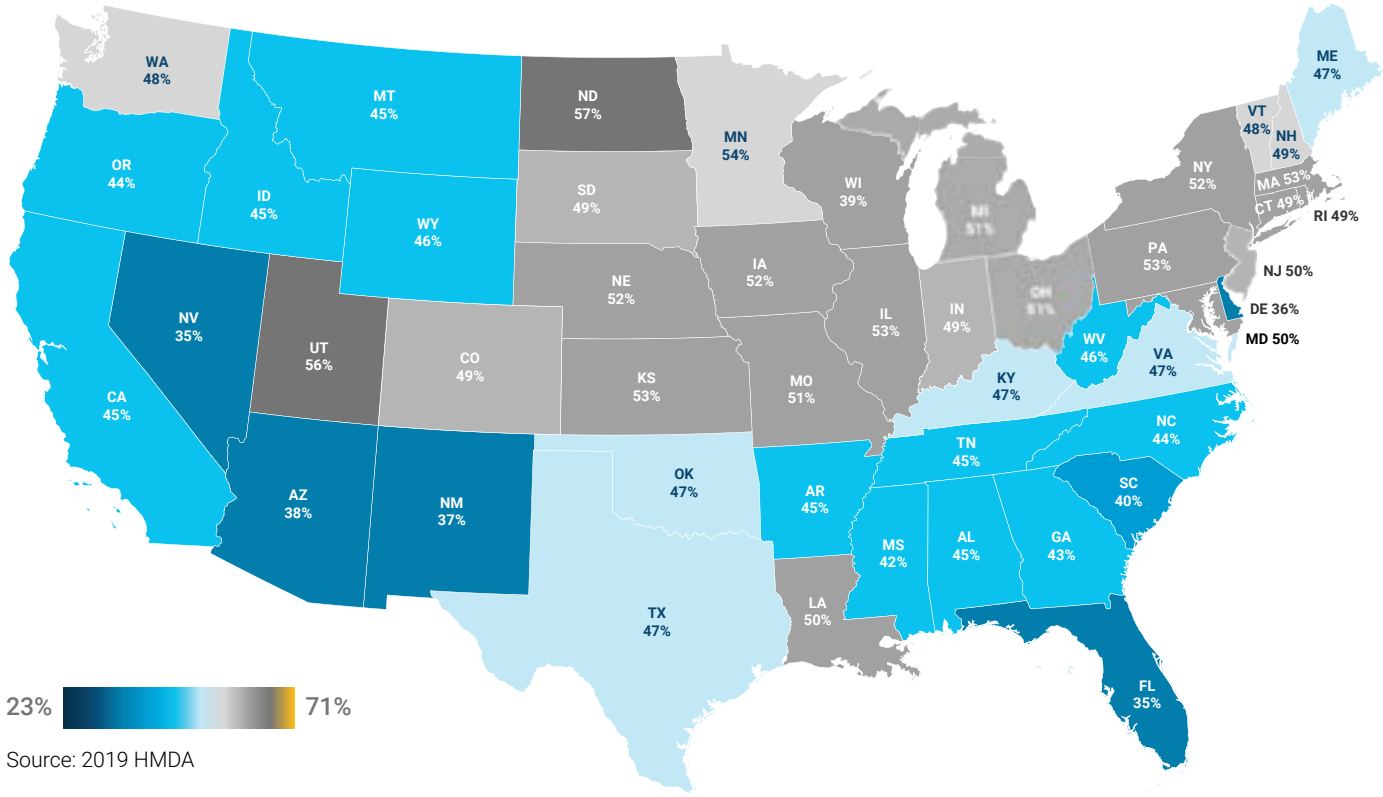 WA
48%
MT
45%
ND
57%
MN
54%
ME
47%
VT
48%
NH
49%
OR
44%
ID
45%
WY
46%
SD
49%
WI
39%
NY
52%
MA 53%
CT 49%
RI 49%
NV
35%
UT
56%
CO
49%
NE
52%
IA
52%
IL
53%
IN
49%
PA
53%
NJ 50%
DE 36%
MD 50%
WV
46%
VA
47%
CA
45%
KS
53%
MO
51%
KY
47%
AZ
38%
NM
37%
OK
47%
AR
45%
TN
45%
NC
44%
SC
40%
MS
42%
AL
45%
GA
43%
TX
47%
LA
50%
FL
35%
23%
71%
Source: 2019 HMDA